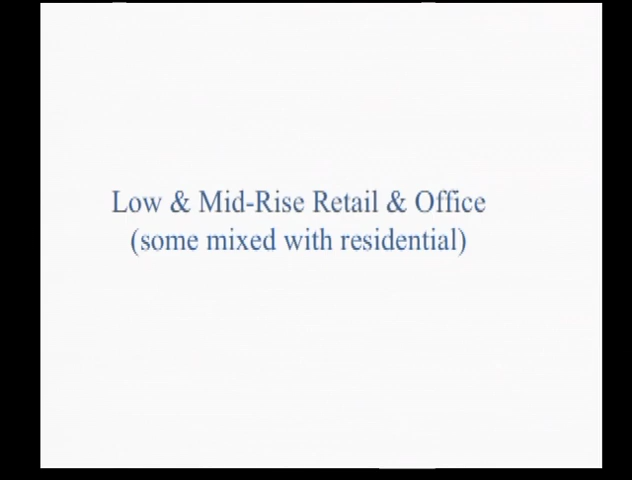 Low & Mid-Rise Retail & Office
(some mixed with residential)